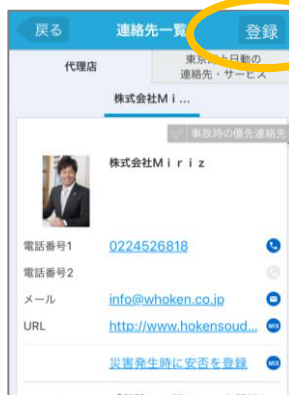 戻る 連絡先一覧 登録
代理店 東京海上日動の
連絡先・サービス
株式会社Mi...
事故時の優先連絡先
株式会社Miriz
電話番号1 0224526818
電話番号2
メール info@whoken.co.jp
URL http://www.hokensoud... WEB
災害発生時に安否を登録 WEB